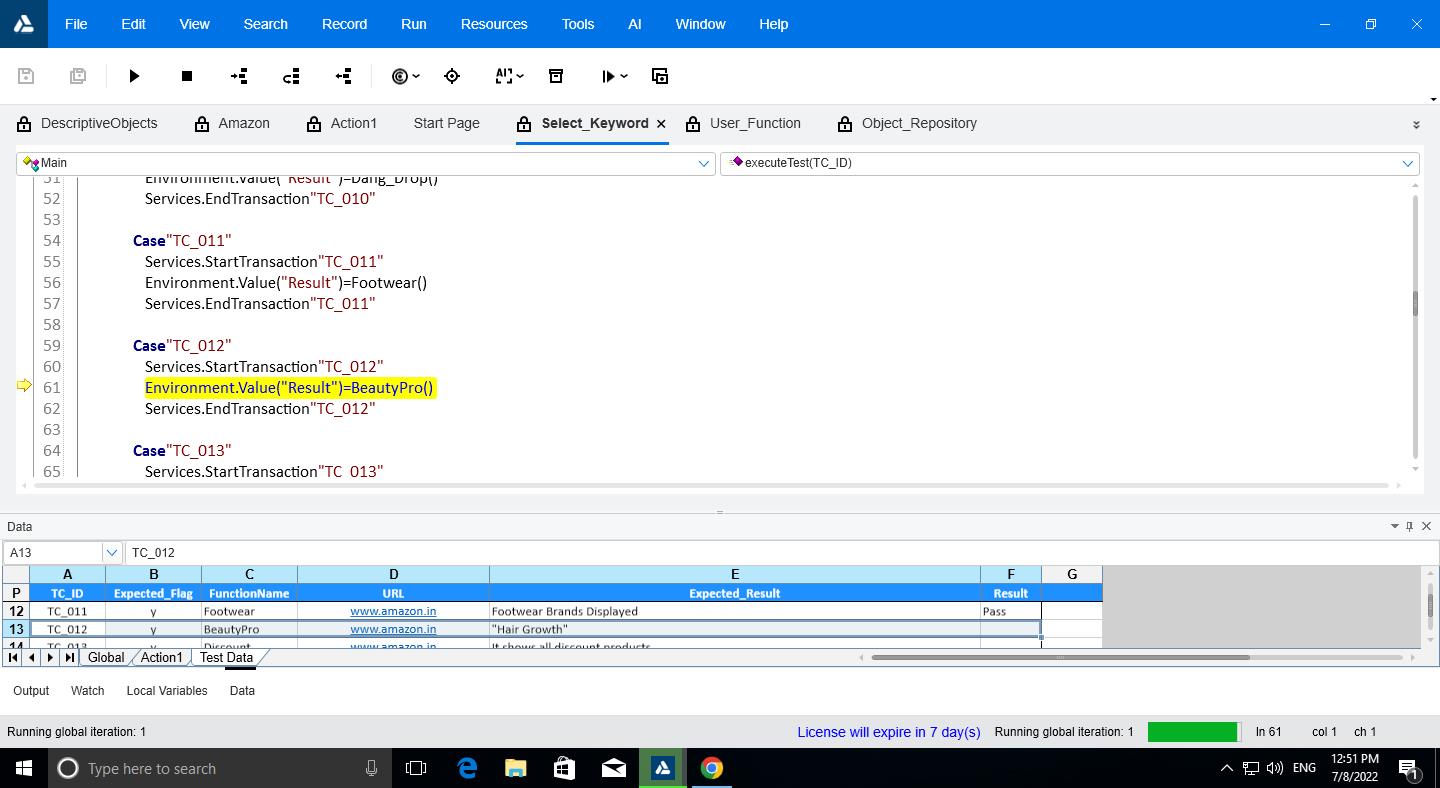 File Edit View Search Record Run Resources Tools AI Window Help
AI
DescriptiveObjects Amazon Action1 Start Page Select_Keyword User_Function Object_Repository
Main executeTest(TC_ID)
51 Environment.Value("Result")=Dang_Drop()
52 Services.EndTransaction"TC_010"
53
54 Case"TC_011"
55 Services.StartTransaction"TC_011"
56 Environment.Value("Result")=Footwear()
57 Services.EndTransaction"TC_011"
58
59 Case"TC_012"
60 Services.StartTransaction"TC_012"
61 Environment.Value("Result")=BeautyPro()
62 Services.EndTransaction"TC_012"
63
64 Case"TC_013"
65 Services.StartTransaction"TC_013"
Data
A13 TC_012
A B C D E F G
P TC_ID Expected_Flag FunctionName URL Expected_Result Result
12 TC_011 y Footwear www.amazon.in Footwear Brands Displayed Pass
13 TC_012 y BeautyPro www.amazon.in "Hair Growth"
14 TC_013 y Discount www.amazon.in It shows all discount products
Global Action1 Test Data
Output Watch Local Variables Data
Running global iteration: 1 License will expire in 7 day(s) Running global iteration: 1 ln 61 col 1 ch 1
Type here to search ENG 12:51 PM
7/8/2022 1